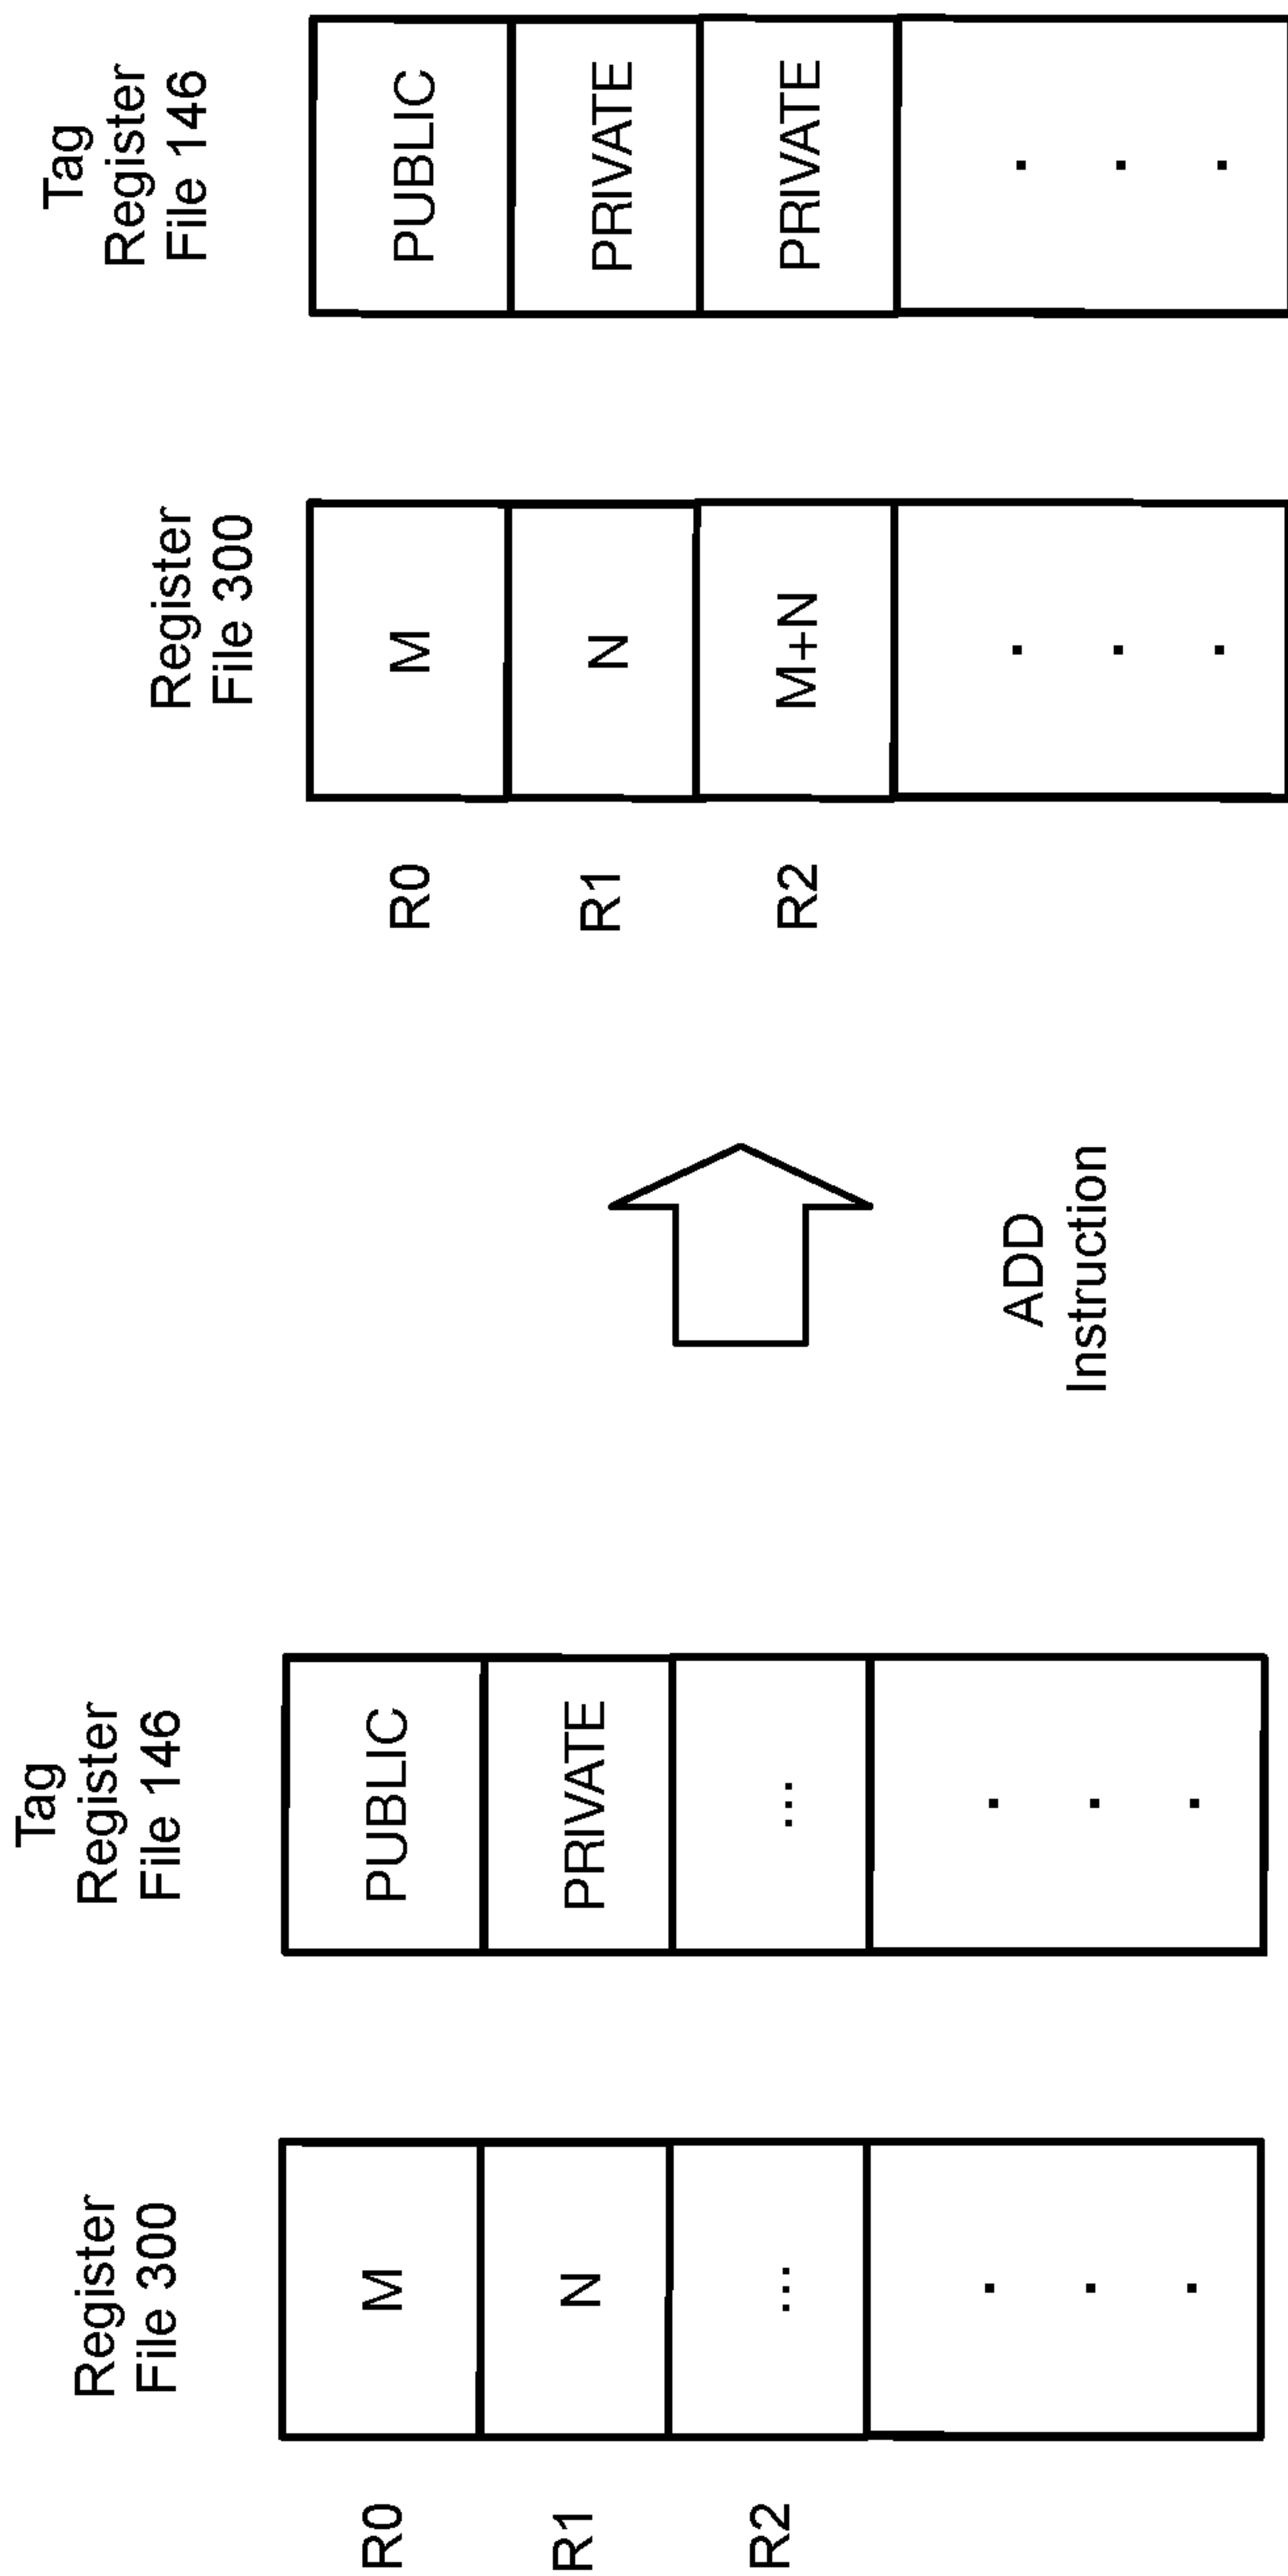 Register
File 300
Tag
Register
File 146
R0
M
PUBLIC
R1
N
PRIVATE
R2
...
...
.
.
.
.
.
.
ADD
Instruction
Register
File 300
Tag
Register
File 146
R0
M
PUBLIC
R1
N
PRIVATE
R2
M+N
PRIVATE
.
.
.
.
.
.